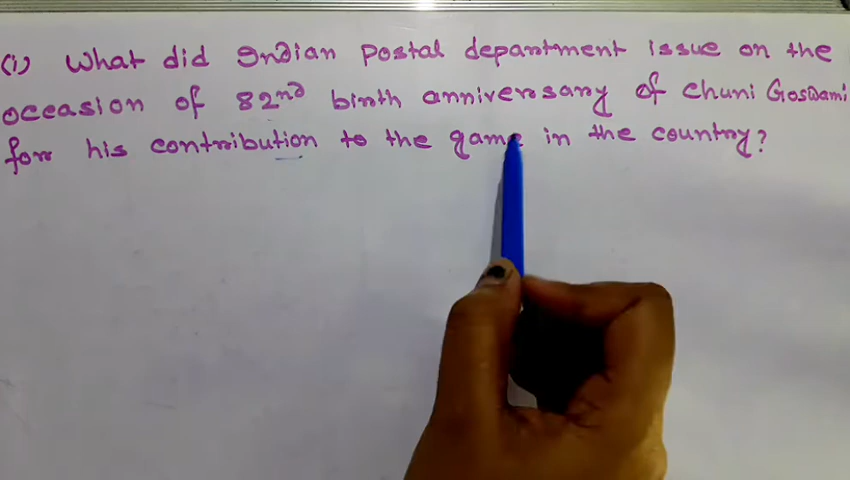 (i) What did Indian postal department issue on the
occasion of 82nd birth anniversary of Chuni Goswami
for his contribution to the game in the country?